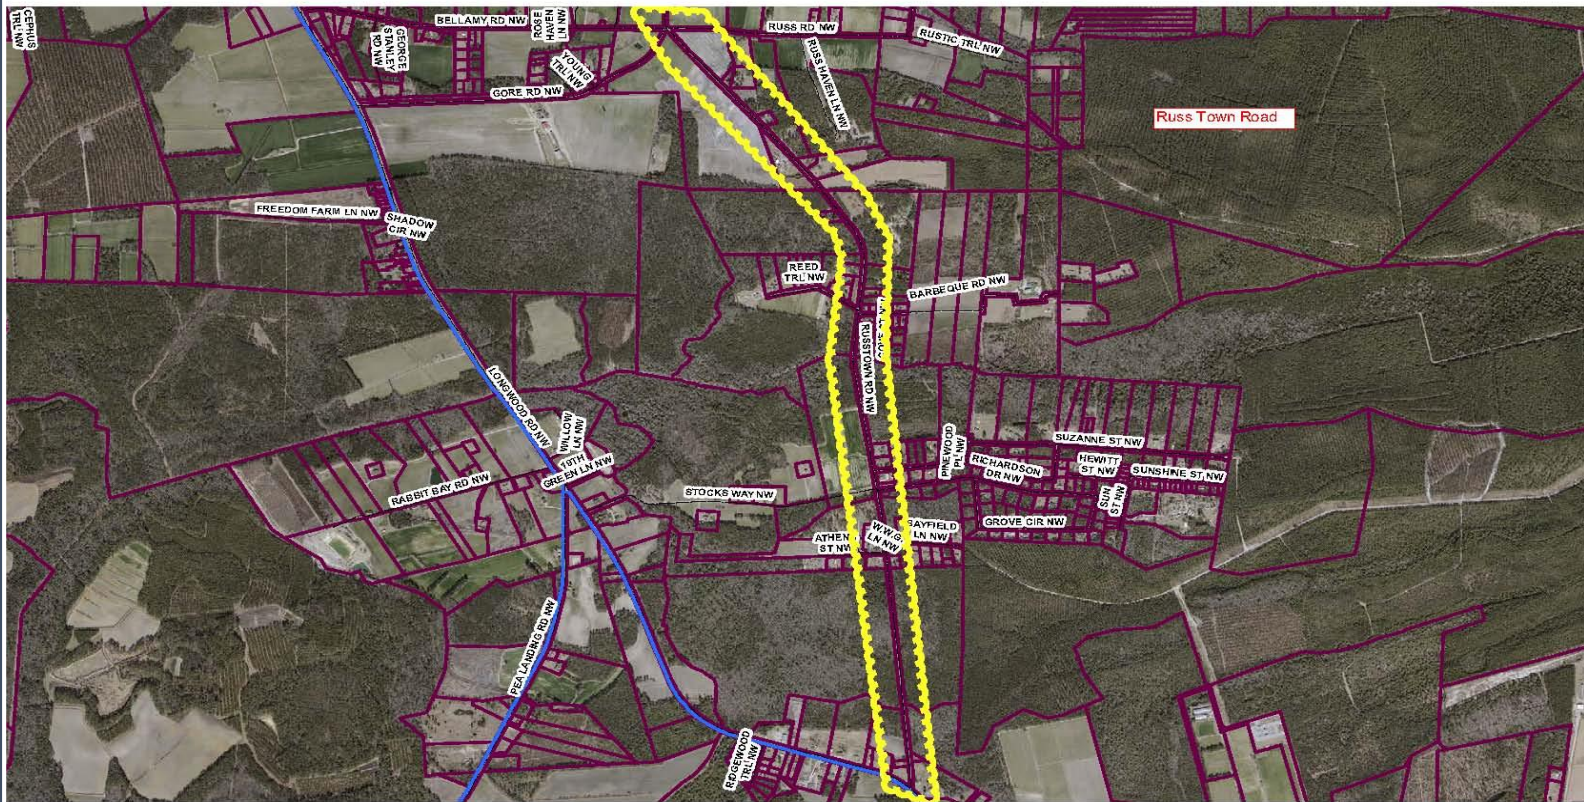 CEPHUS
TRL NW
BELLAMY RD NW
GEORGE
STANLEY
RD NW
ROSE
HAVEN
LN NW
YOUNG
TRL NW
GORE RD NW
RUSS RD NW
RUSS HAVEN LN NW
RUSTIC TRL NW
Russ Town Road
FREEDOM FARM LN NW
SHADOW
CIR NW
REED
TRL NW
BARBEQUE RD NW
RUSSTOWN RD NW
LONGWOOD RD NW
WILLOW
LN NW
19TH
GREEN LN NW
RABBIT BAY RD NW
STOCKS WAY NW
PINEWOOD
PL NW
SUZANNE ST NW
RICHARDSON
DR NW
HEWITT
ST NW
SUNSHINE ST NW
SUN
ST NW
GROVE CIR NW
ST NW
W.W.G.
LN NW
BAYFIELD
LN NW
PEA LANDING RD NW
RIDGEWOOD
TRL NW